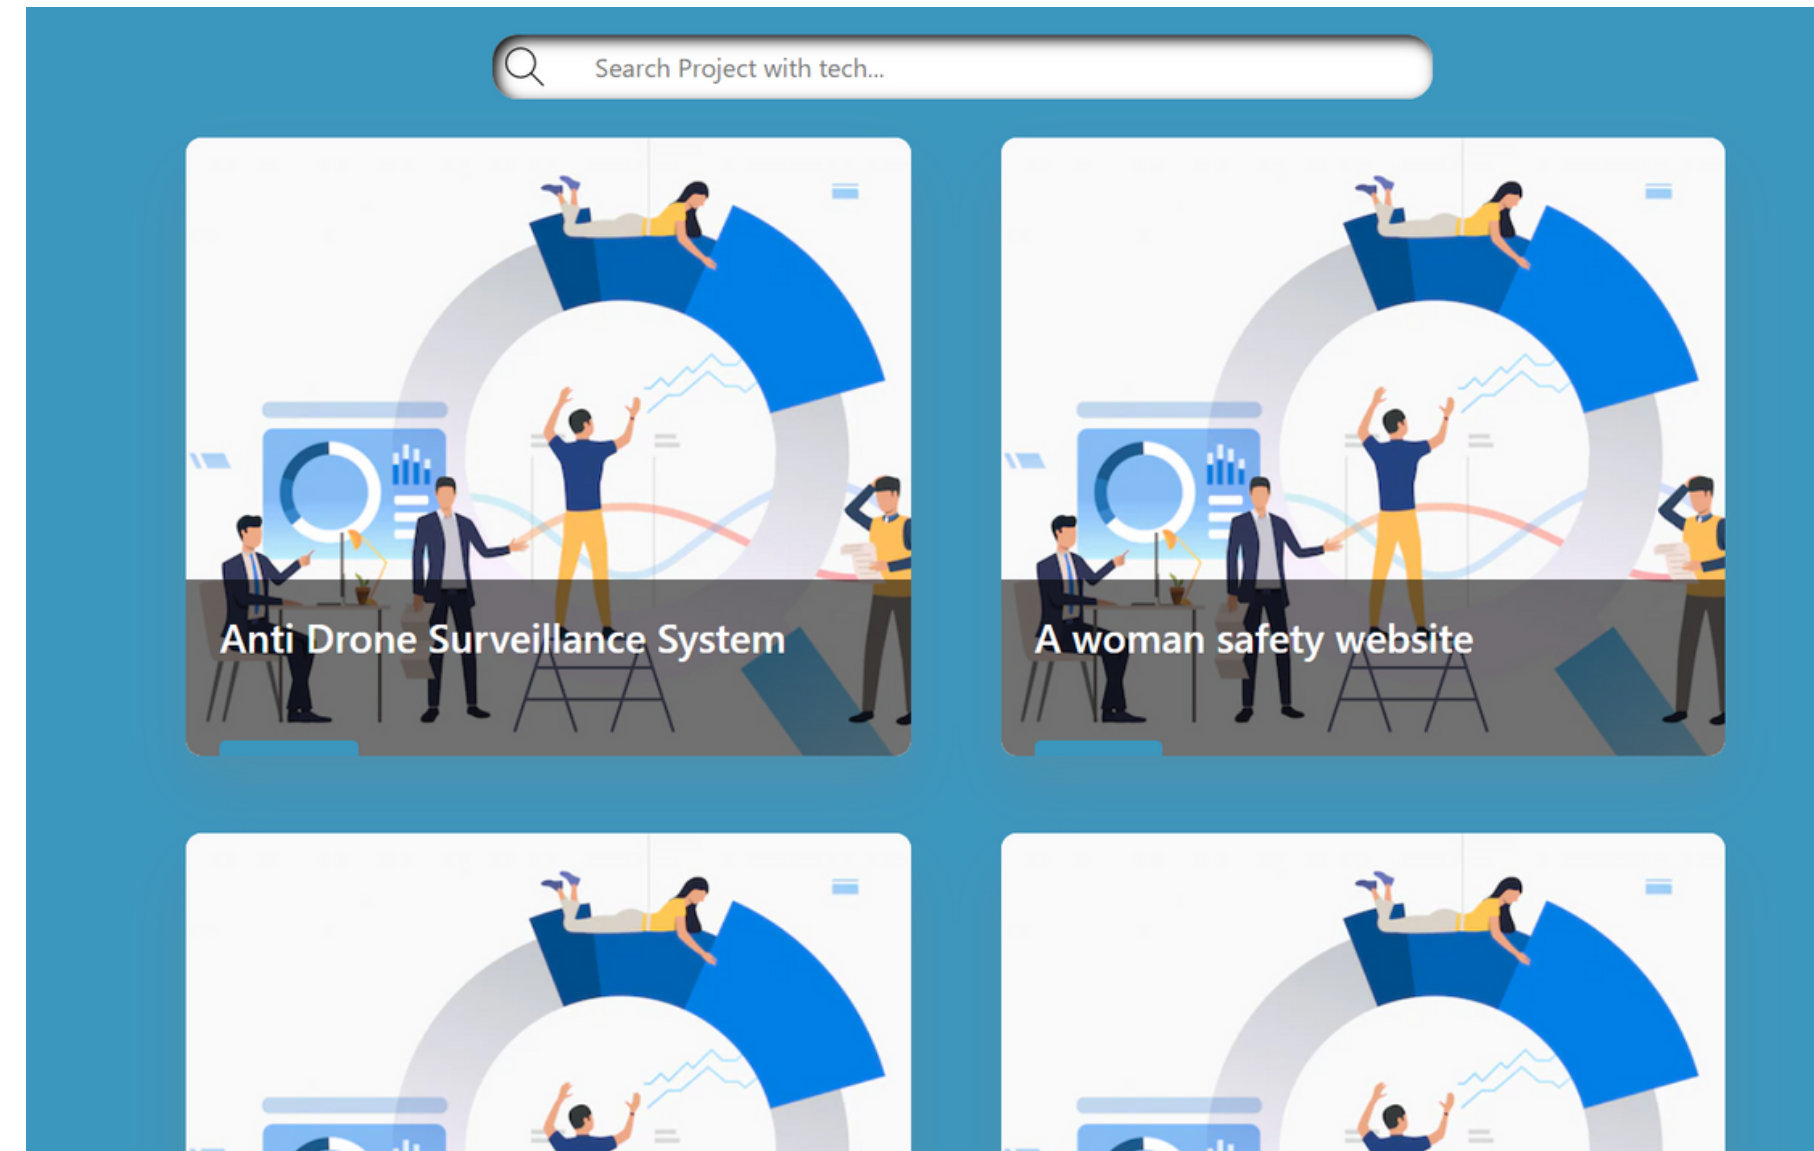 Search Project with tech...
Anti Drone Surveillance System
A woman safety website